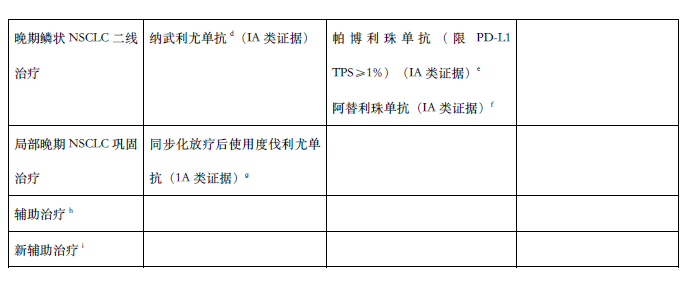 晚期鳞状 NSCLC 二线
治疗
纳武利尤单抗 d（IA 类证据）
帕博利珠单抗（限 PD-L1
TPS≥1%）（IA 类证据）e
阿替利珠单抗（IA 类证据）f
局部晚期 NSCLC 巩固
治疗
同步化放疗后使用度伐利尤单
抗（1A 类证据）g
辅助治疗 h
新辅助治疗 i